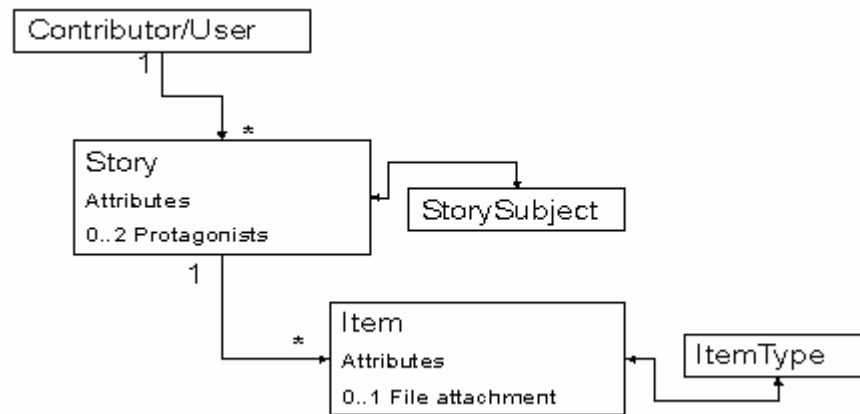 Contributor/User
1
*
Story
Attributes
0..2 Protagonists
StorySubject
1
*
Item
Attributes
0..1 File attachment
ItemType